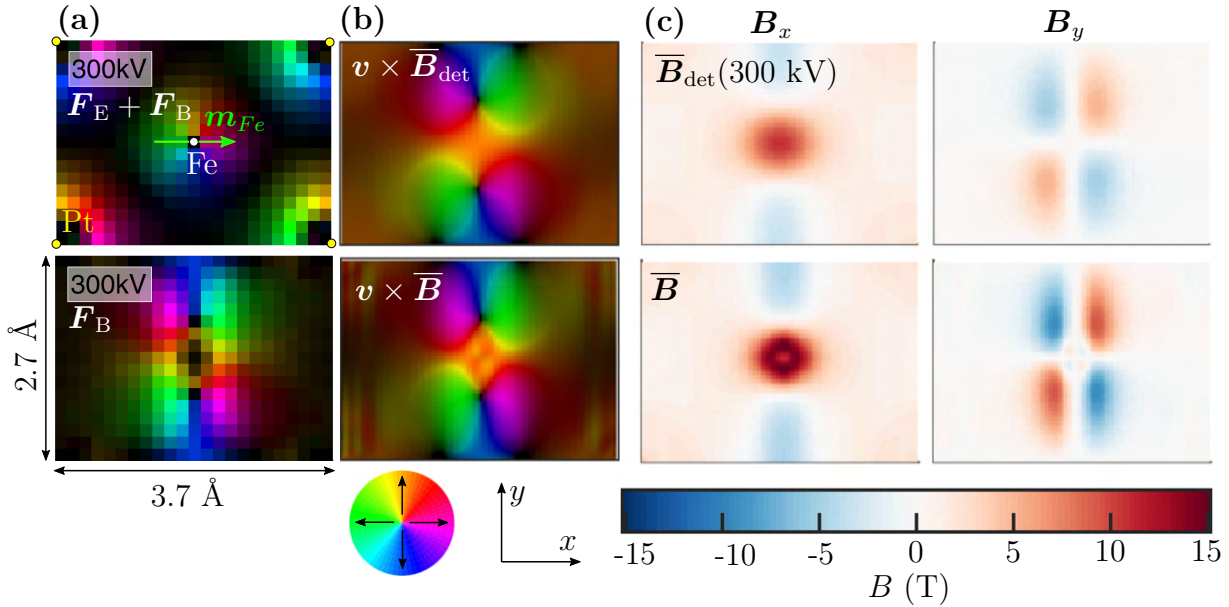 (a)
(b)
(c)
B_x
B_y
300kV
F_E + F_B
m_Fe
Fe
Pt
v × B̅_det
B̅_det(300 kV)
300kV
F_B
v × B̅
B̅
2.7 Å
3.7 Å
y
x
-15 -10 -5 0 5 10 15
B (T)